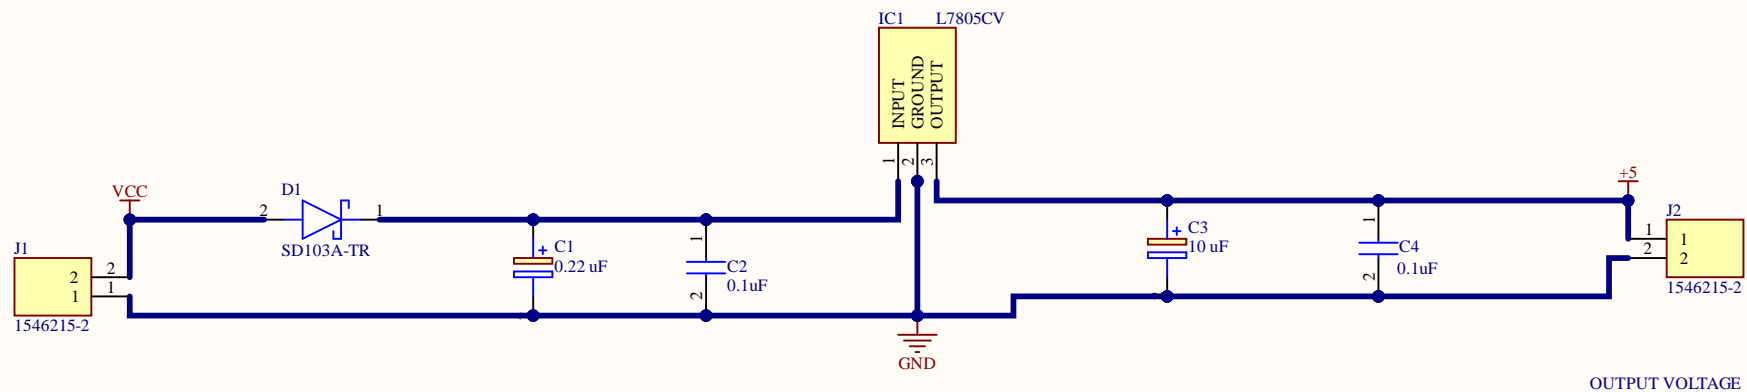 IC1 L7805CV
INPUT
GROUND
OUTPUT
1 2 3
VCC
D1
2 1
SD103A-TR
J1
2 2
1 1
1546215-2
+ C1
0.22 uF
1
C2
0.1uF
2
GND
+ C3
10 uF
1
C4
0.1uF
2
+5
J2
1 1
2 2
1546215-2
OUTPUT VOLTAGE